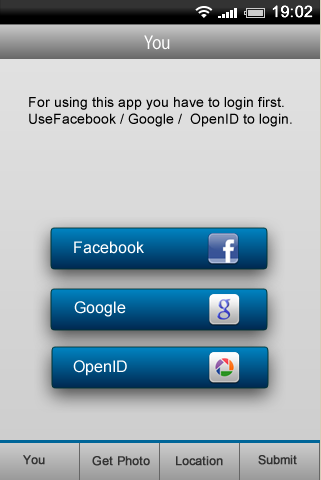 19:02
You
For using this app you have to login first.
UseFacebook / Google /  OpenID to login.
Facebook f
Google g
OpenID
You Get Photo Location Submit